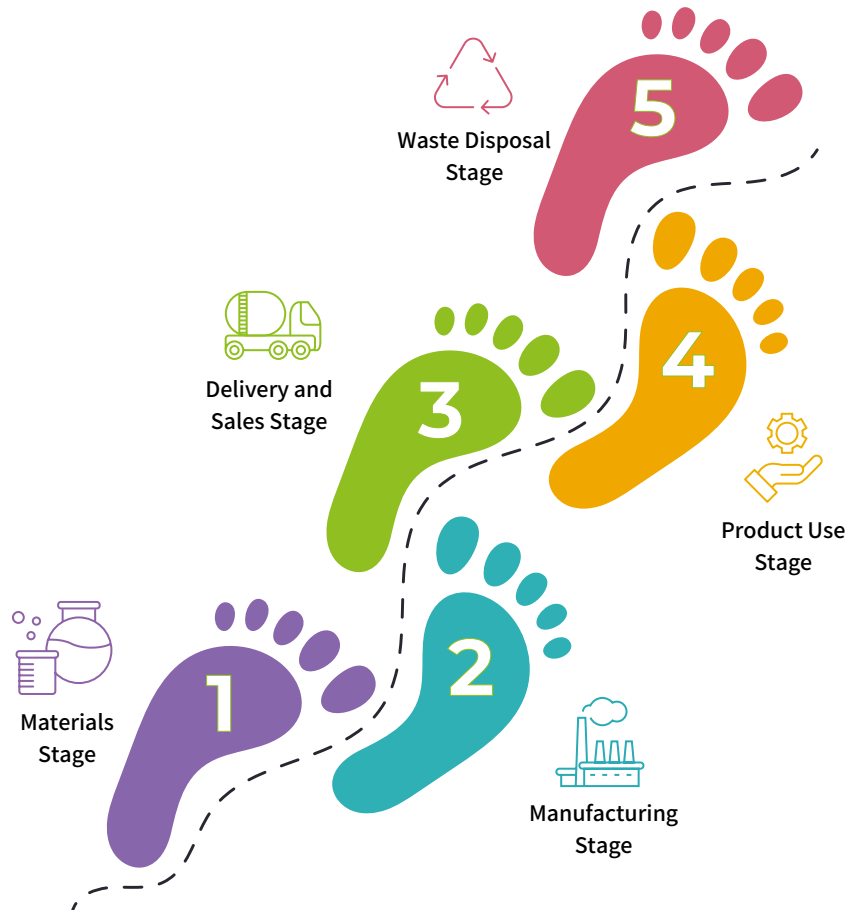 5
Waste Disposal
Stage
4
3
Delivery and
Sales Stage
Product Use
Stage
2
1
Materials
Stage
Manufacturing
Stage